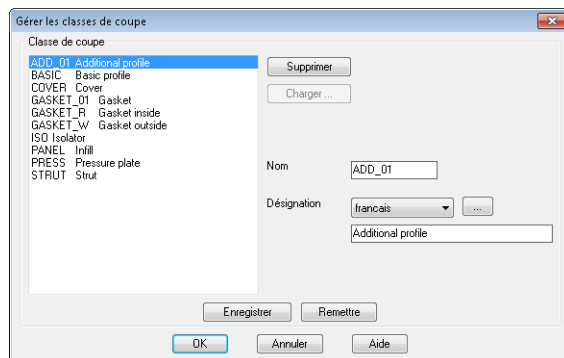 Gérer les classes de coupe
Classe de coupe
ADD_01 Additional profile
BASIC Basic profile
COVER Cover
GASKET_01 Gasket
GASKET_R Gasket inside
GASKET_W Gasket outside
ISO Isolator
PANEL Infill
PRESS Pressure plate
STRUT Strut
Supprimer
Charger ...
Nom
ADD_01
Désignation
francais
...
Additional profile
Enregistrer
Remettre
OK
Annuler
Aide